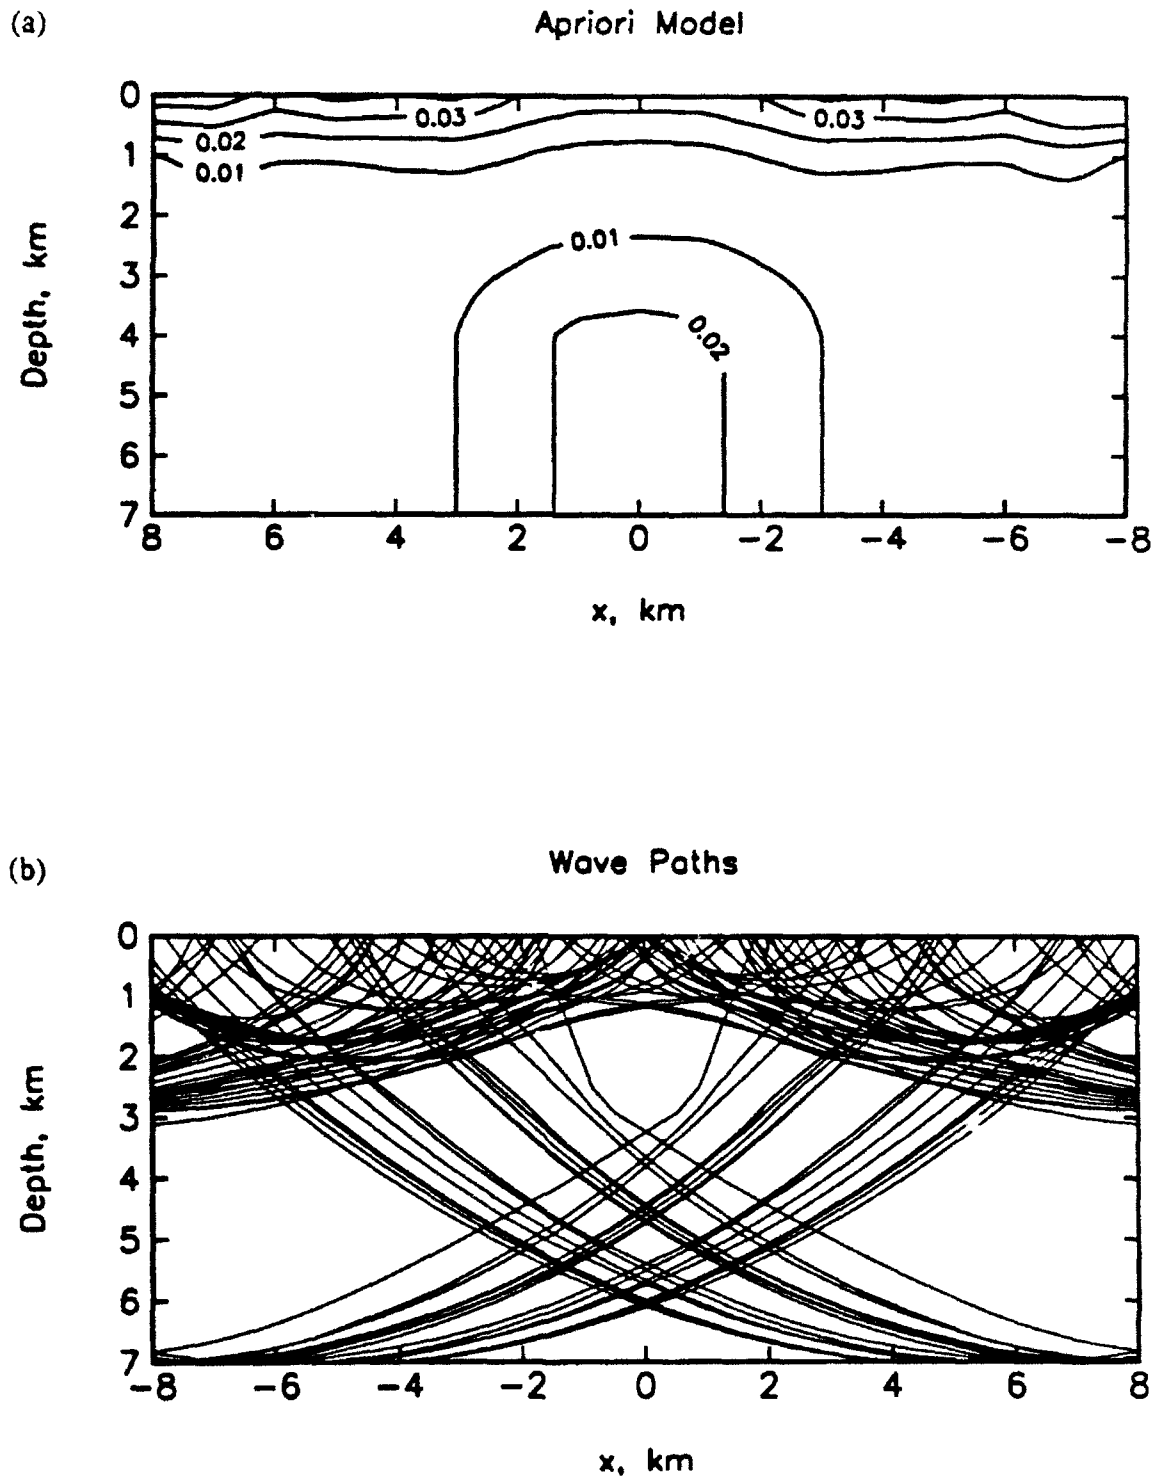 (a)
Apriori Model
0
1
2
3
4
5
6
7
Depth, km
0.03
0.03
0.02
0.01
0.01
0.02
8 6 4 2 0 −2 −4 −6 −8
x, km
(b)
Wave Paths
0
1
2
3
4
5
6
7
Depth, km
−8 −6 −4 −2 0 2 4 6 8
x, km